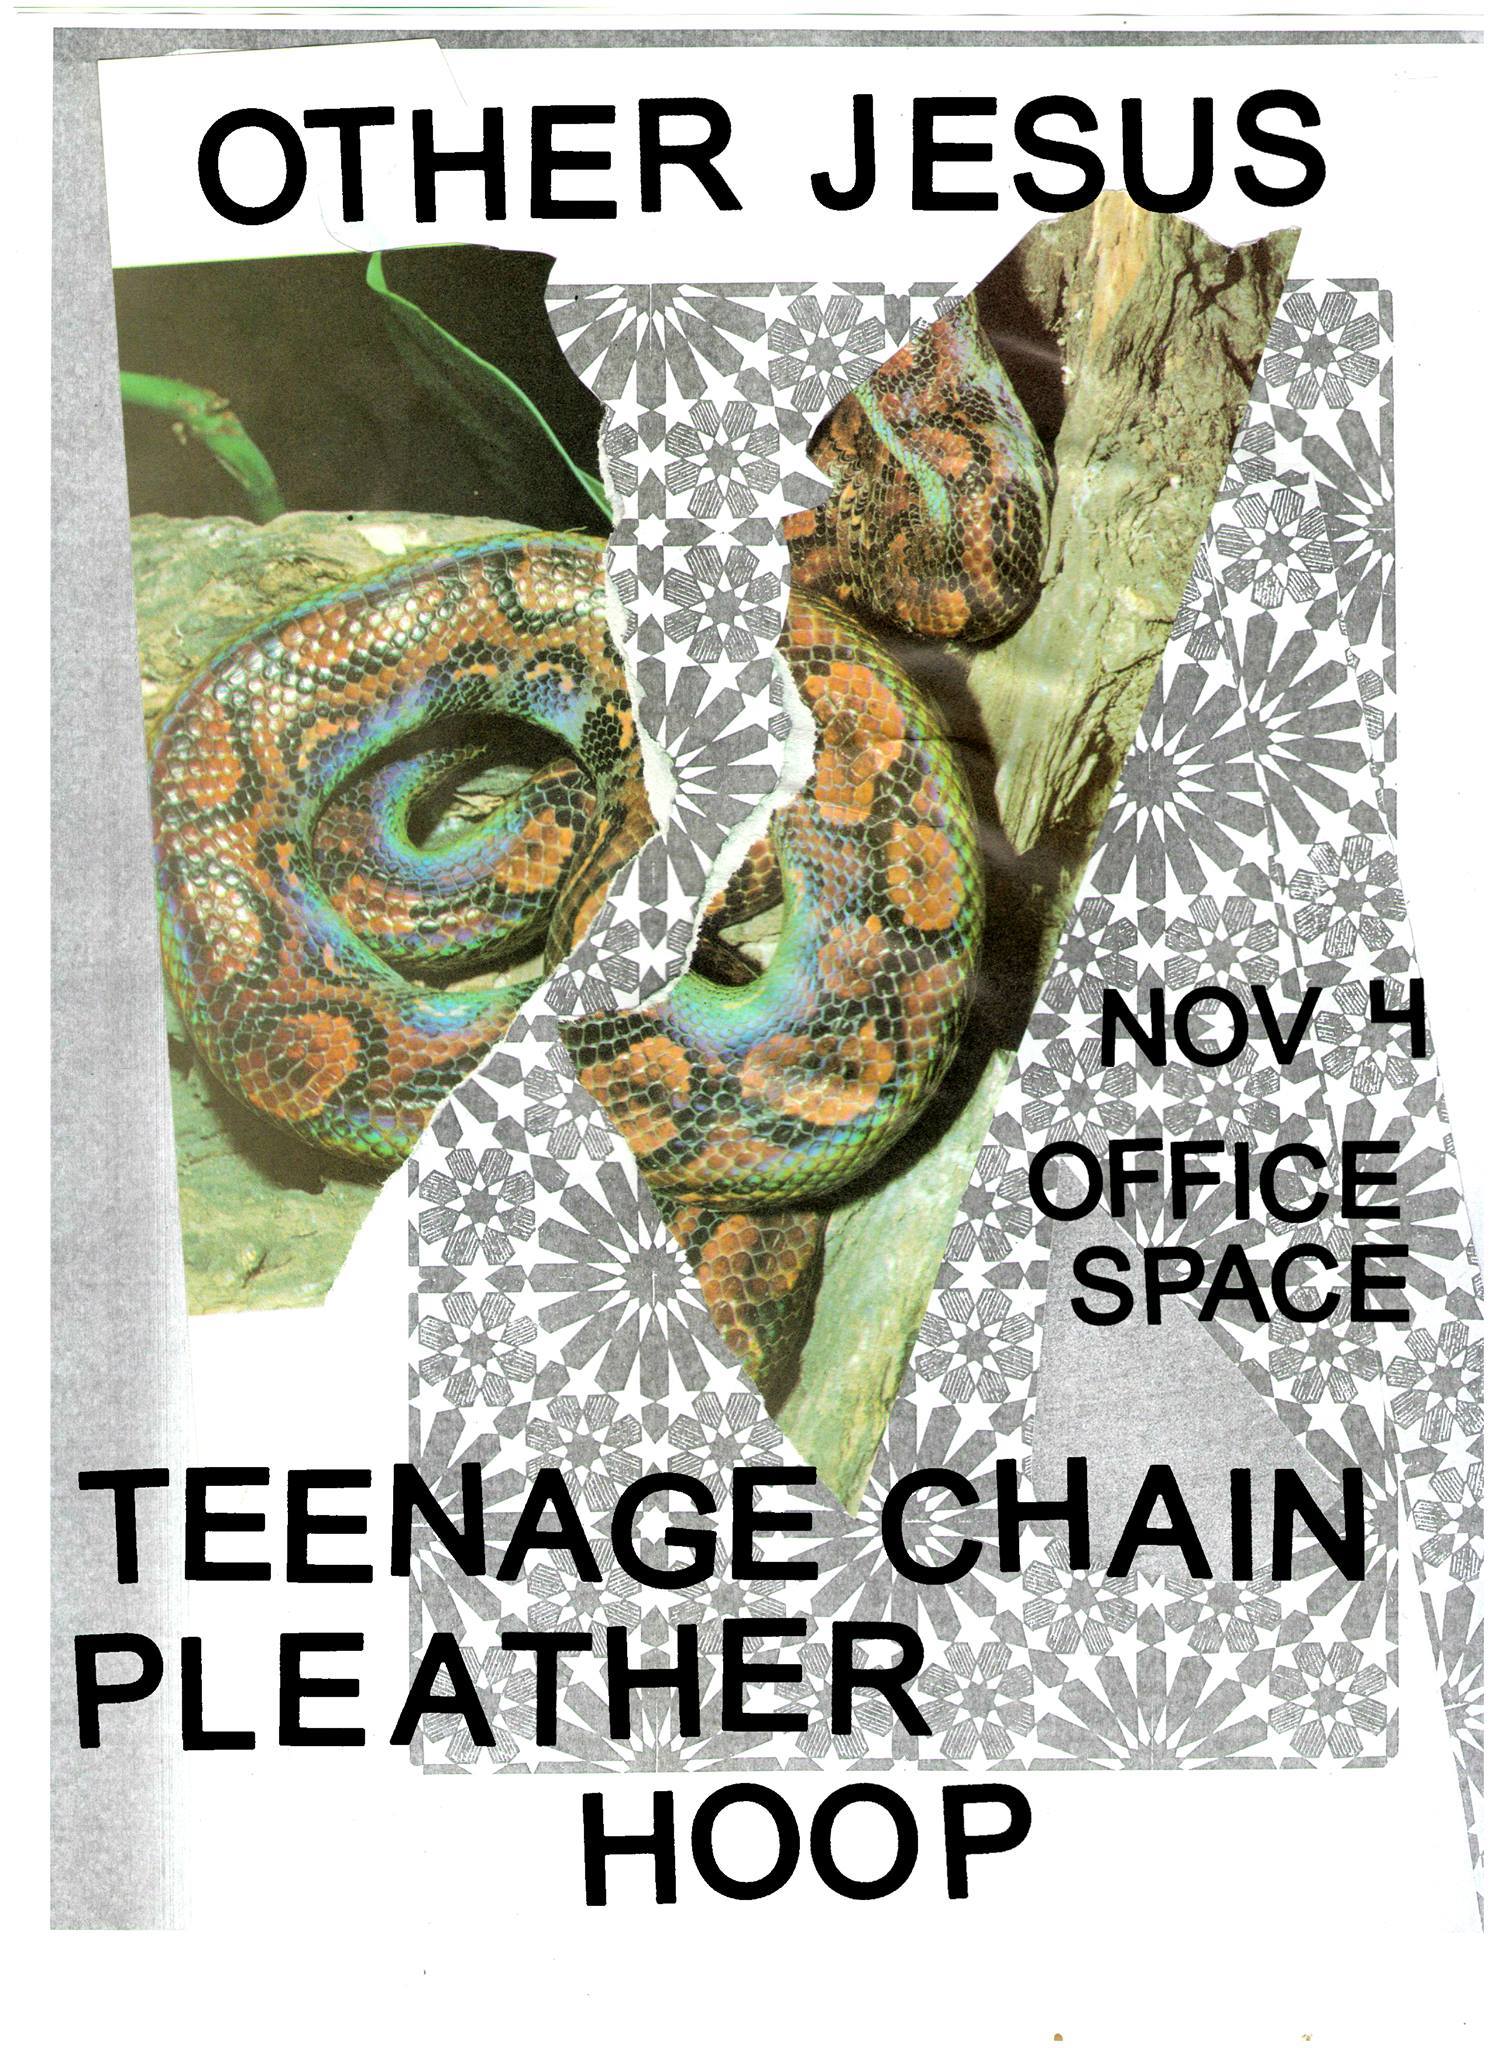 OTHER JESUS
NOV 4
OFFICE
SPACE
TEENAGE CHAIN
PLEATHER
HOOP